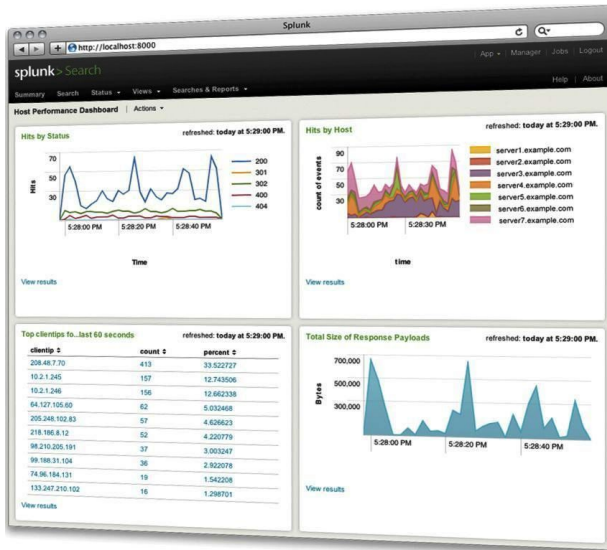 Splunk
http://localhost:8000
Q
App Manager Jobs Logout
splunk>Search
Summary Search Status Views Searches & Reports
Help About
Host Performance Dashboard Actions
Hits by Status refreshed: today at 5:29:00 PM.
70
50
30
Hits
200
301
302
400
404
5:28:00 PM 5:28:20 PM 5:28:40 PM
Time
View results
Hits by Host refreshed: today at 5:29:00 PM.
90
70
50
30
count of events
server1.example.com
server2.example.com
server3.example.com
server4.example.com
server5.example.com
server6.example.com
server7.example.com
5:28:00 PM 5:28:30 PM
time
View results
Top clientips fo...last 60 seconds refreshed: today at 5:29:00 PM.
clientip count percent
208.48.7.70 413 33.522727
10.2.1.245 157 12.743506
10.2.1.246 156 12.662338
64.127.105.60 62 5.032468
205.248.102.83 57 4.626623
218.186.8.12 52 4.220779
98.210.205.191 37 3.003247
99.188.31.104 36 2.922078
74.96.184.131 19 1.542208
133.247.210.102 16 1.298701
View results
Total Size of Response Payloads refreshed: today at 5:29:00 PM.
700,000
500,000
300,000
Bytes
5:28:00 PM 5:28:20 PM 5:28:40 PM
View results